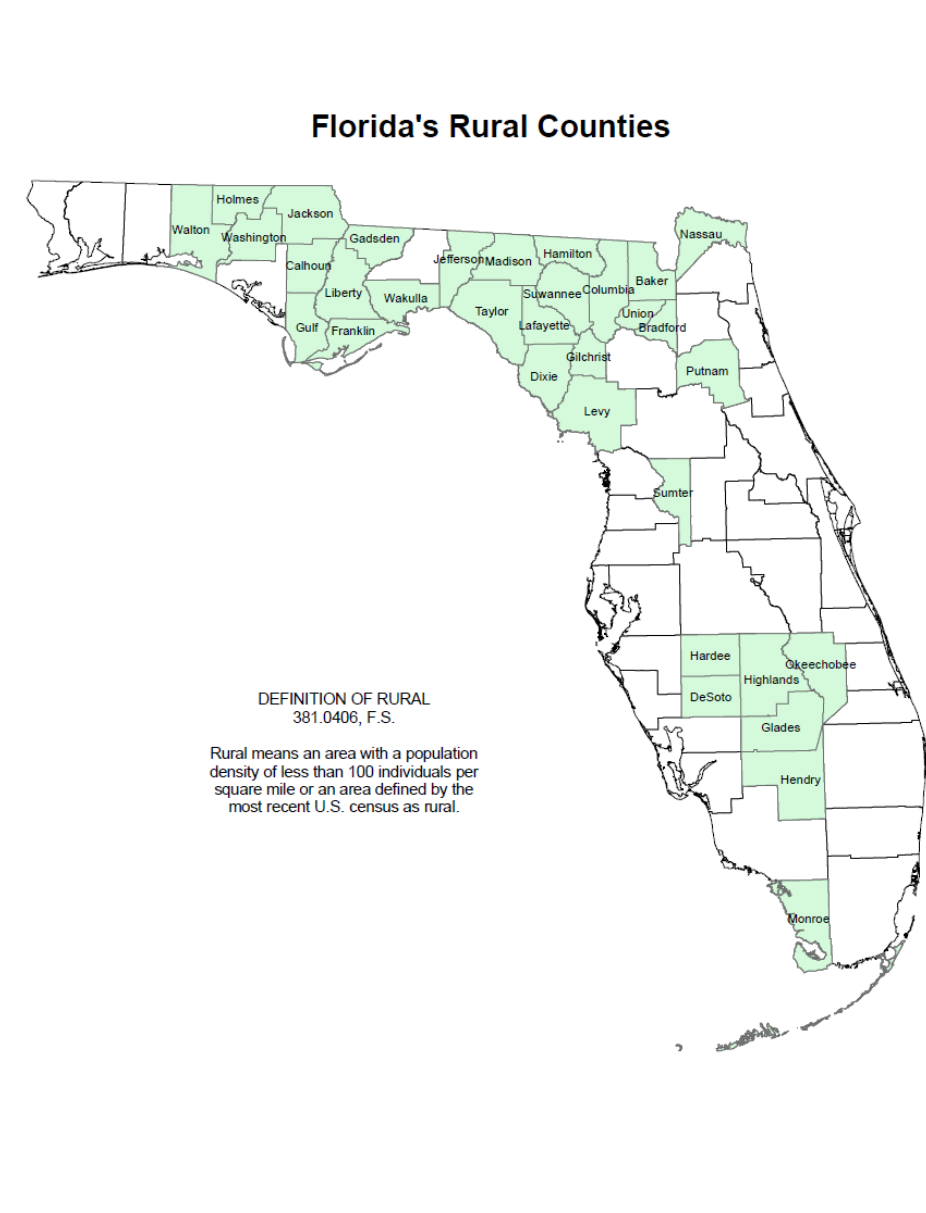 Florida's Rural Counties
Holmes
Jackson
Walton
Washington
Gadsden
Nassau
Jefferson
Madison
Hamilton
Calhoun
Liberty
Wakulla
Taylor
Suwannee
Columbia
Baker
Gulf
Franklin
Lafayette
Union
Bradford
Gilchrist
Dixie
Putnam
Levy
Sumter
Hardee
Okeechobee
Highlands
DeSoto
Glades
Hendry
Monroe
DEFINITION OF RURAL
381.0406, F.S.
Rural means an area with a population
density of less than 100 individuals per
square mile or an area defined by the
most recent U.S. census as rural.